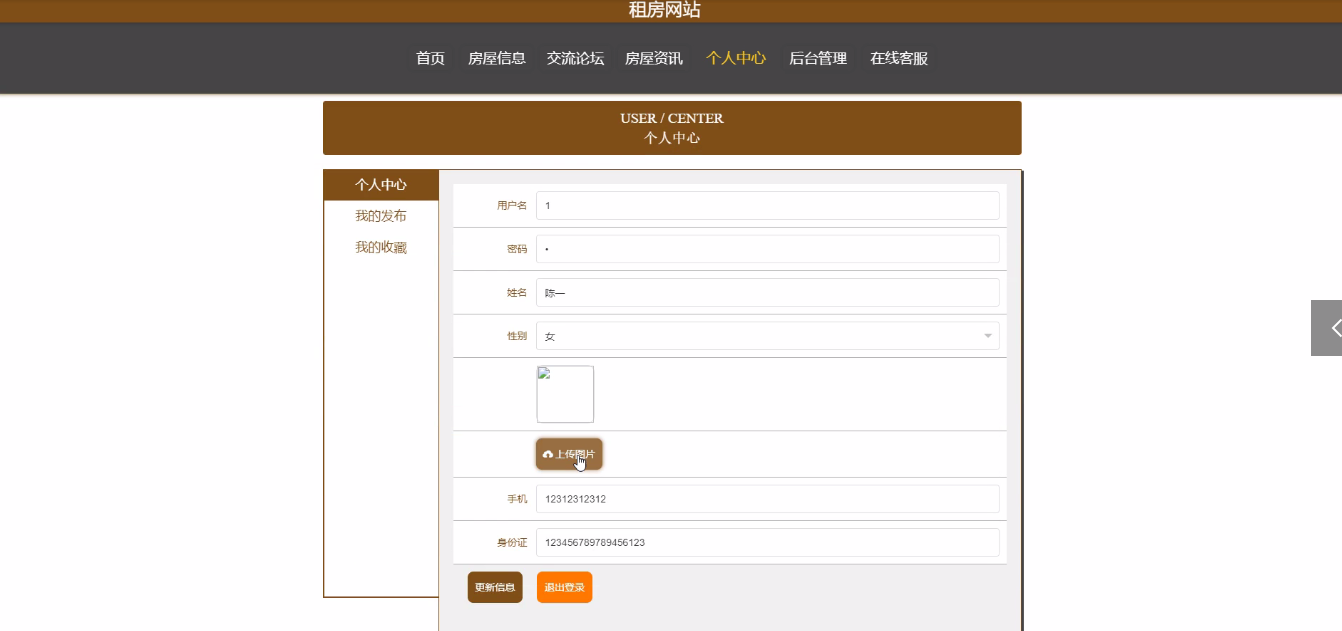 租房网站
首页 房屋信息 交流论坛 房屋资讯 个人中心 后台管理 在线客服
USER / CENTER
个人中心
个人中心
我的发布
我的收藏
用户名 1
密码 •
姓名 陈一
性别 女
上传图片
手机 12312312312
身份证 123456789789456123
更新信息 退出登录